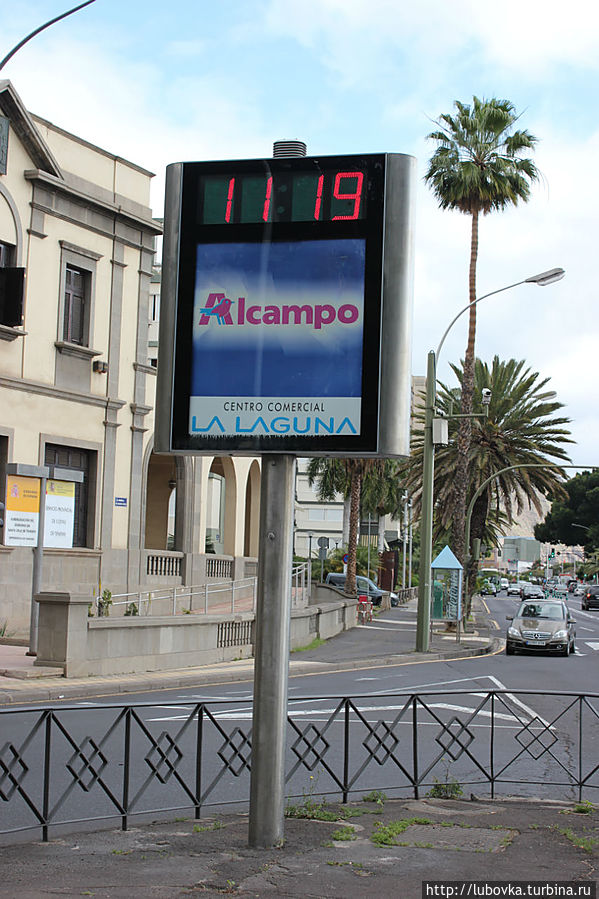 11:19
Alcampo
CENTRO COMERCIAL
LA LAGUNA
http://lubovka.turbina.ru/